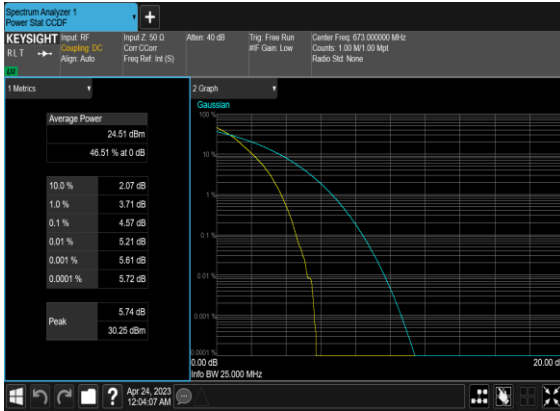 Spectrum Analyzer 1
Power Stat CCDF
KEYSIGHT
RLT
Input: RF
Coupling: DC
Align: Auto
Input Z: 50 Ω
Corr CCorr
Freq Ref: Int (S)
Atten: 40 dB
Trig: Free Run
#IF Gain: Low
Center Freq: 673.000000 MHz
Counts: 1.00 M/1.00 Mpt
Radio Std: None
1 Metrics
Average Power
24.51 dBm
46.51 % at 0 dB
10.0 % 2.07 dB
1.0 % 3.71 dB
0.1 % 4.57 dB
0.01 % 5.21 dB
0.001 % 5.61 dB
0.0001 % 5.72 dB
Peak
5.74 dB
30.25 dBm
2 Graph
Gaussian
100 %
10 %
1 %
0.1 %
0.01 %
0.001 %
0.0001 %
0.00 dB
20.00 d
Info BW 25.000 MHz
?
Apr 24, 2023
12:04:07 AM